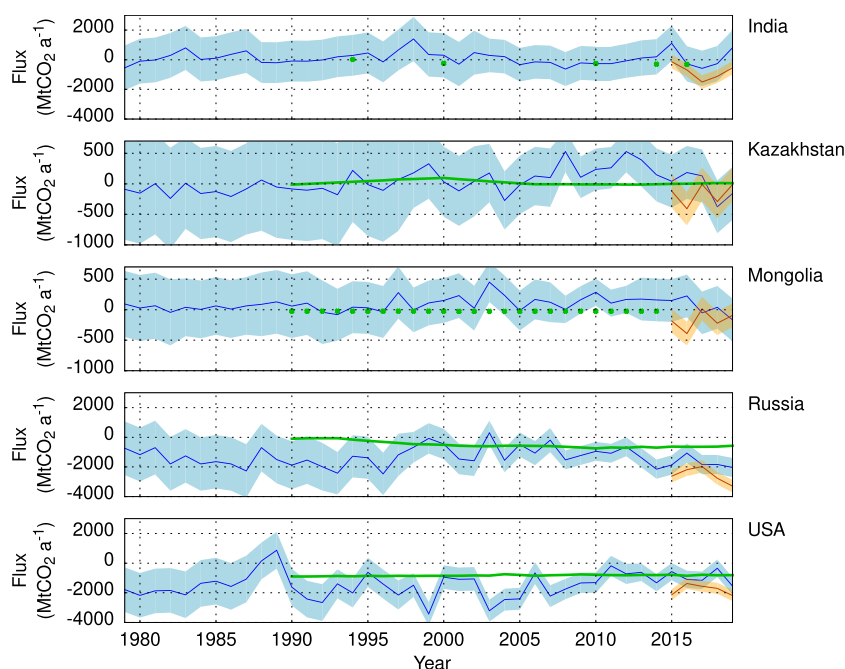 India
Flux
(MtCO2 a-1)
2000
0
-2000
-4000
Kazakhstan
Flux
(MtCO2 a-1)
500
0
-500
-1000
Mongolia
Flux
(MtCO2 a-1)
500
0
-500
-1000
Russia
Flux
(MtCO2 a-1)
2000
0
-2000
-4000
USA
Flux
(MtCO2 a-1)
2000
0
-2000
-4000
1980 1985 1990 1995 2000 2005 2010 2015
Year